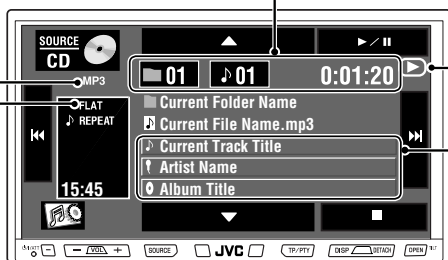 SOURCE
CD
MP3
01 01 0:01:20
FLAT
REPEAT
Current Folder Name
Current File Name.mp3
Current Track Title
Artist Name
Album Title
15:45
VOL
SOURCE
JVC
TP/PTY
DISP
DETACH
OPEN
TILT